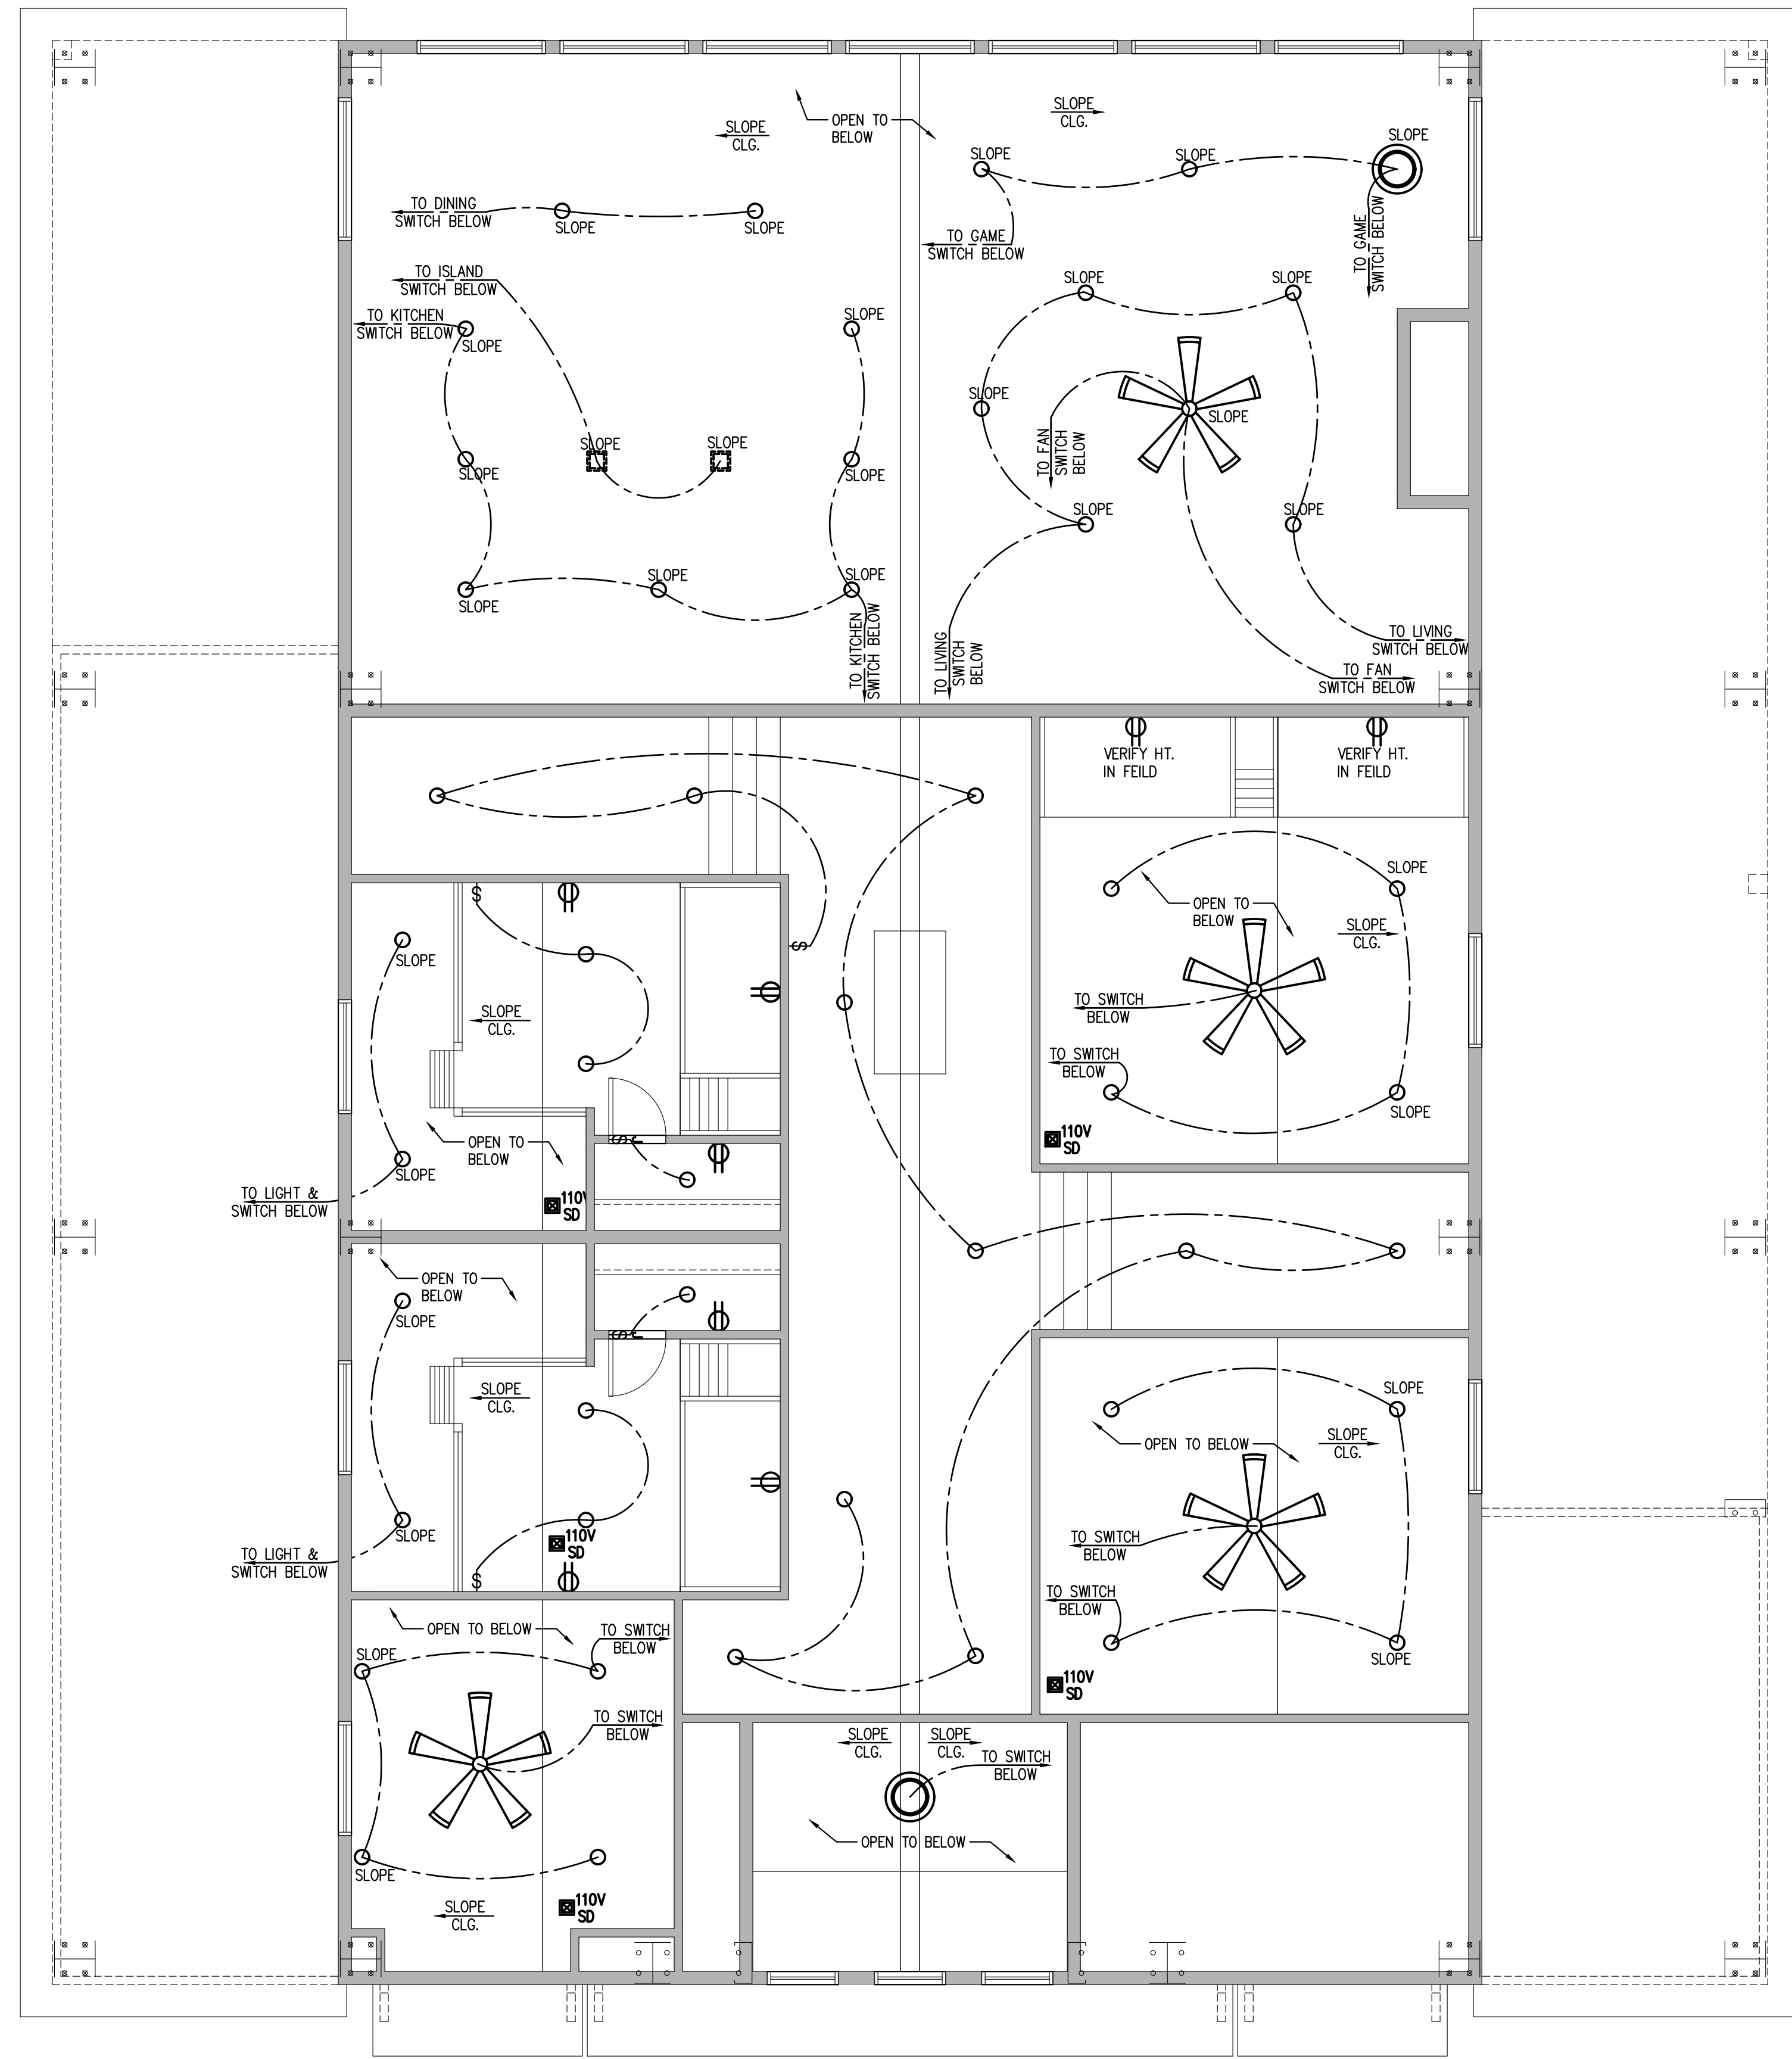 SLOPE
CLG.
OPEN TO
BELOW
SLOPE
CLG.
SLOPE
SLOPE
SLOPE
TO DINING
SWITCH BELOW
SLOPE
SLOPE
TO GAME
SWITCH BELOW
TO GAME
SWITCH BELOW
TO ISLAND
SWITCH BELOW
TO KITCHEN
SWITCH BELOW
SLOPE
SLOPE
SLOPE
SLOPE
SLOPE
SLOPE
TO FAN
SWITCH
BELOW
SLOPE
SLOPE
SLOPE
SLOPE
SLOPE
SLOPE
SLOPE
SLOPE
SLOPE
TO KITCHEN
SWITCH BELOW
TO LIVING
SWITCH
BELOW
TO LIVING
SWITCH BELOW
TO FAN
SWITCH BELOW
VERIFY HT.
IN FEILD
VERIFY HT.
IN FEILD
SLOPE
OPEN TO
BELOW
SLOPE
CLG.
TO SWITCH
BELOW
TO SWITCH
BELOW
SLOPE
110V
SD
$
$
SLOPE
SLOPE
CLG.
OPEN TO
BELOW
SLOPE
$
TO LIGHT &
SWITCH BELOW
110V
SD
OPEN TO
BELOW
SLOPE
$
SLOPE
CLG.
SLOPE
110V
SD
$
TO LIGHT &
SWITCH BELOW
SLOPE
OPEN TO BELOW
SLOPE
CLG.
TO SWITCH
BELOW
TO SWITCH
BELOW
SLOPE
110V
SD
OPEN TO BELOW
TO SWITCH
BELOW
SLOPE
TO SWITCH
BELOW
SLOPE
SLOPE
CLG.
110V
SD
SLOPE
CLG.
SLOPE
CLG.
TO SWITCH
BELOW
OPEN TO BELOW